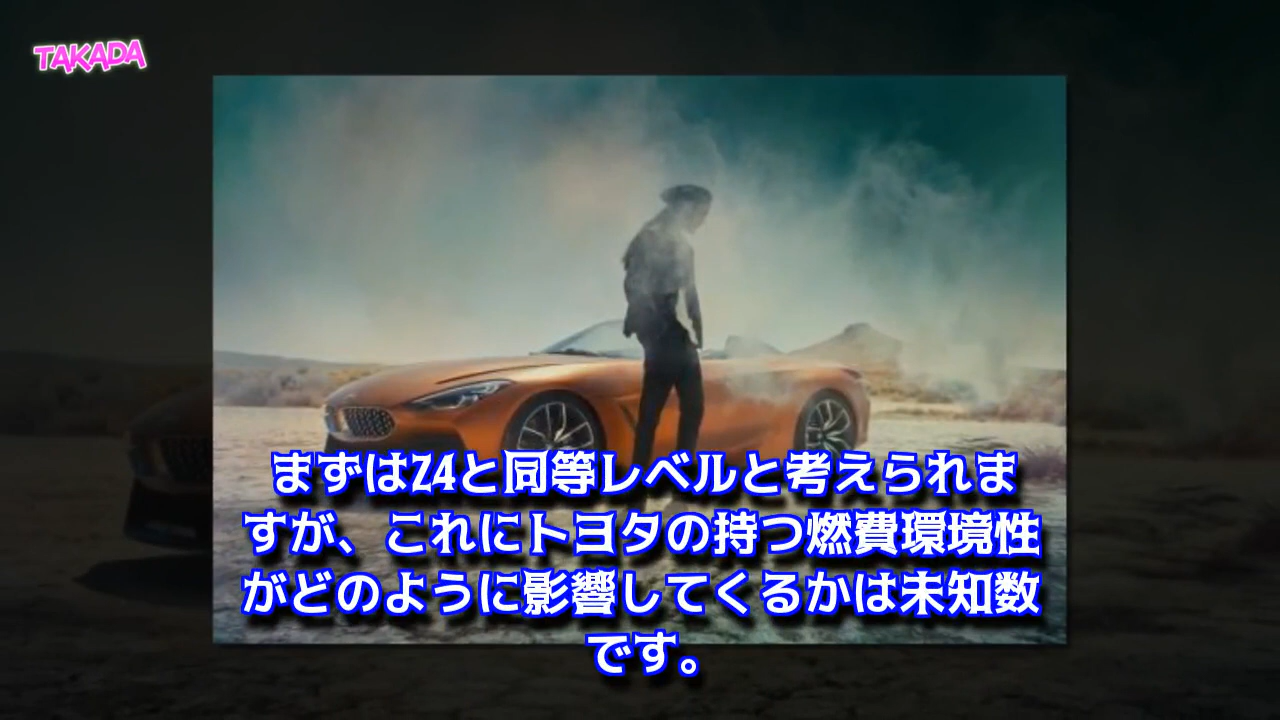 TAKADA
まずはZ4と同等レベルと考えられま
すが、これにトヨタの持つ燃費環境性
がどのように影響してくるかは未知数
です。